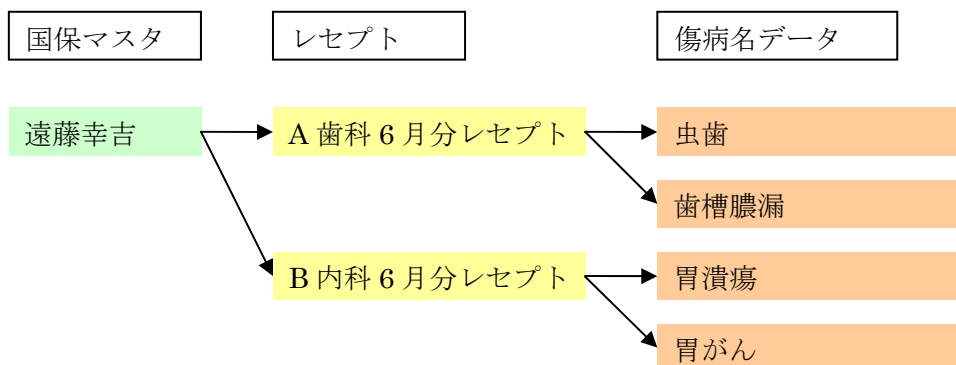 国保マスタ
レセプト
傷病名データ
遠藤幸吉
A 歯科 6 月分レセプト
虫歯
歯槽膿漏
B 内科 6 月分レセプト
胃潰瘍
胃がん